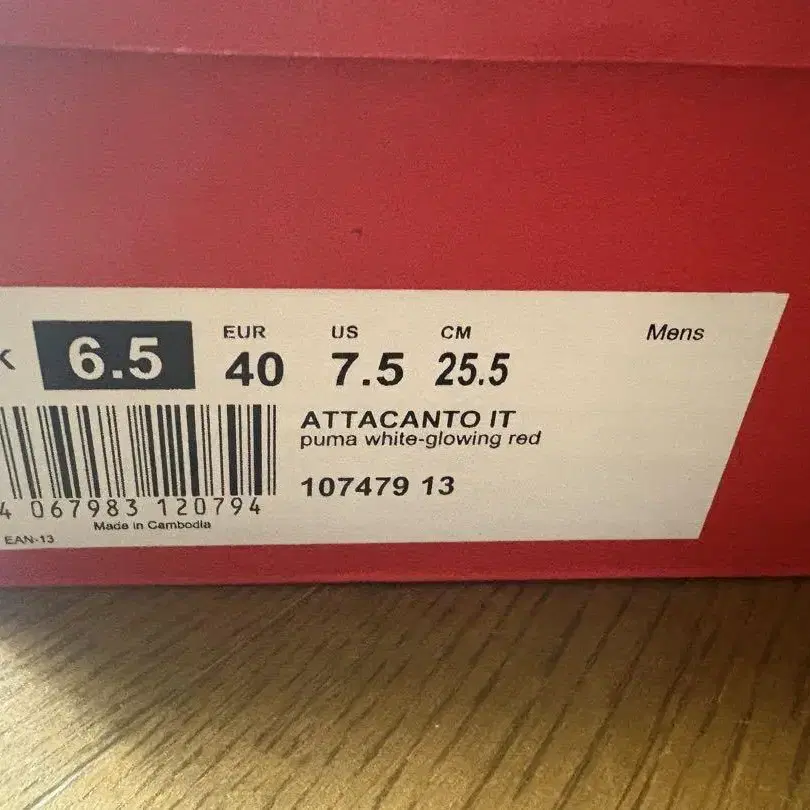 EUR US CM Mens
K 6.5 40 7.5 25.5
ATTACANTO IT
puma white-glowing red
107479 13
4 067983 120794
Made in Cambodia
EAN-13